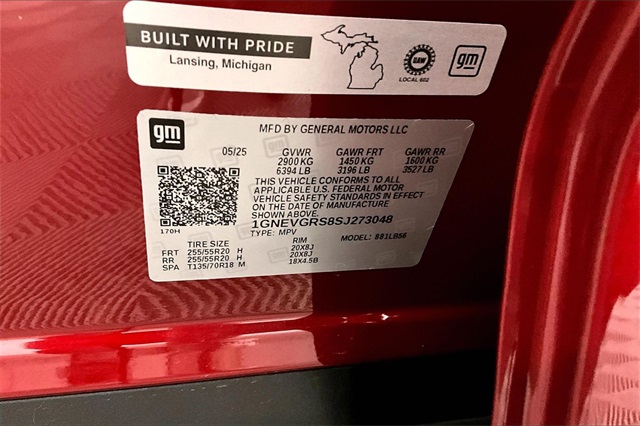 BUILT WITH PRIDE
Lansing, Michigan
UAW
LOCAL 602
gm
gm
MFD BY GENERAL MOTORS LLC
05/25 GVWR GAWR FRT GAWR RR
2900 KG 1450 KG 1600 KG
6394 LB 3196 LB 3527 LB
THIS VEHICLE CONFORMS TO ALL
APPLICABLE U.S. FEDERAL MOTOR
VEHICLE SAFETY STANDARDS IN EFFECT
ON THE DATE OF MANUFACTURE
SHOWN ABOVE.
1GNEVGRS8SJ273048
170H
TYPE: MPV MODEL: 881LB56
TIRE SIZE RIM
FRT 255/55R20 H 20X8J
RR 255/55R20 H 20X8J
SPA T135/70R18 M 18X4.5B